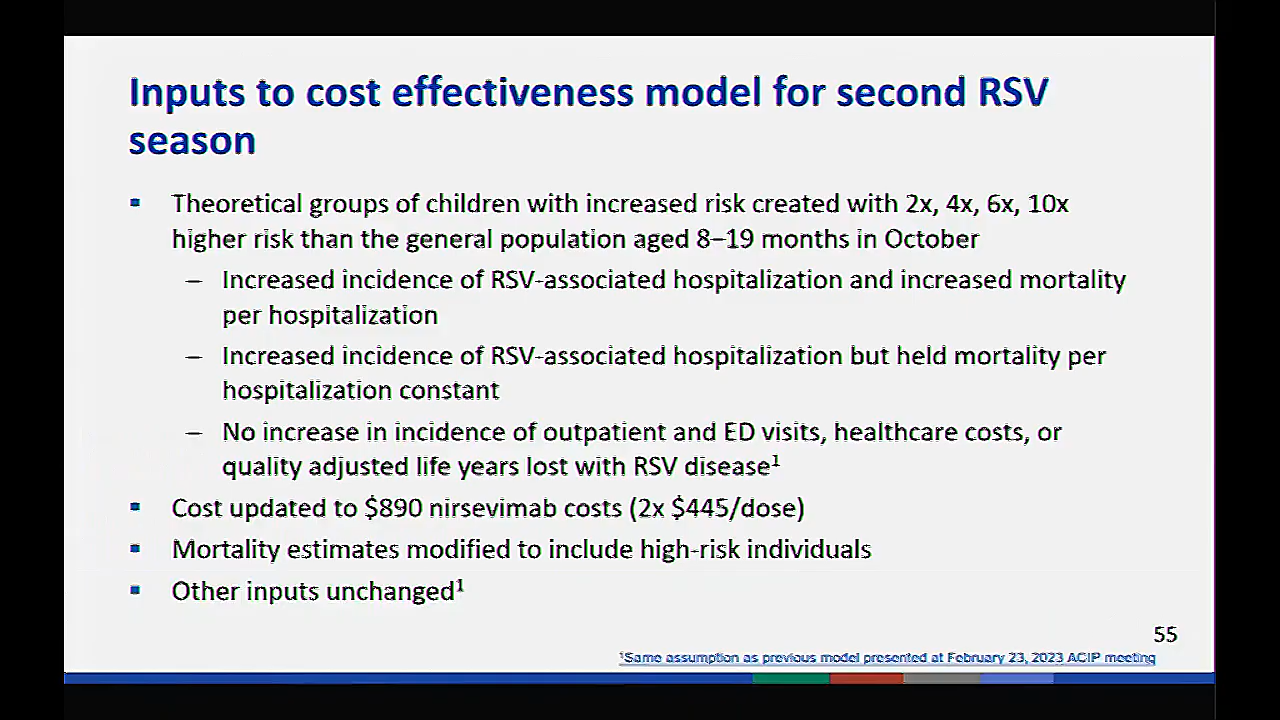 Inputs to cost effectiveness model for second RSV
season
▪ Theoretical groups of children with increased risk created with 2x, 4x, 6x, 10x
higher risk than the general population aged 8–19 months in October
– Increased incidence of RSV-associated hospitalization and increased mortality
per hospitalization
– Increased incidence of RSV-associated hospitalization but held mortality per
hospitalization constant
– No increase in incidence of outpatient and ED visits, healthcare costs, or
quality adjusted life years lost with RSV disease¹
▪ Cost updated to $890 nirsevimab costs (2x $445/dose)
▪ Mortality estimates modified to include high-risk individuals
▪ Other inputs unchanged¹
55
¹Same assumption as previous model presented at February 23, 2023 ACIP meeting